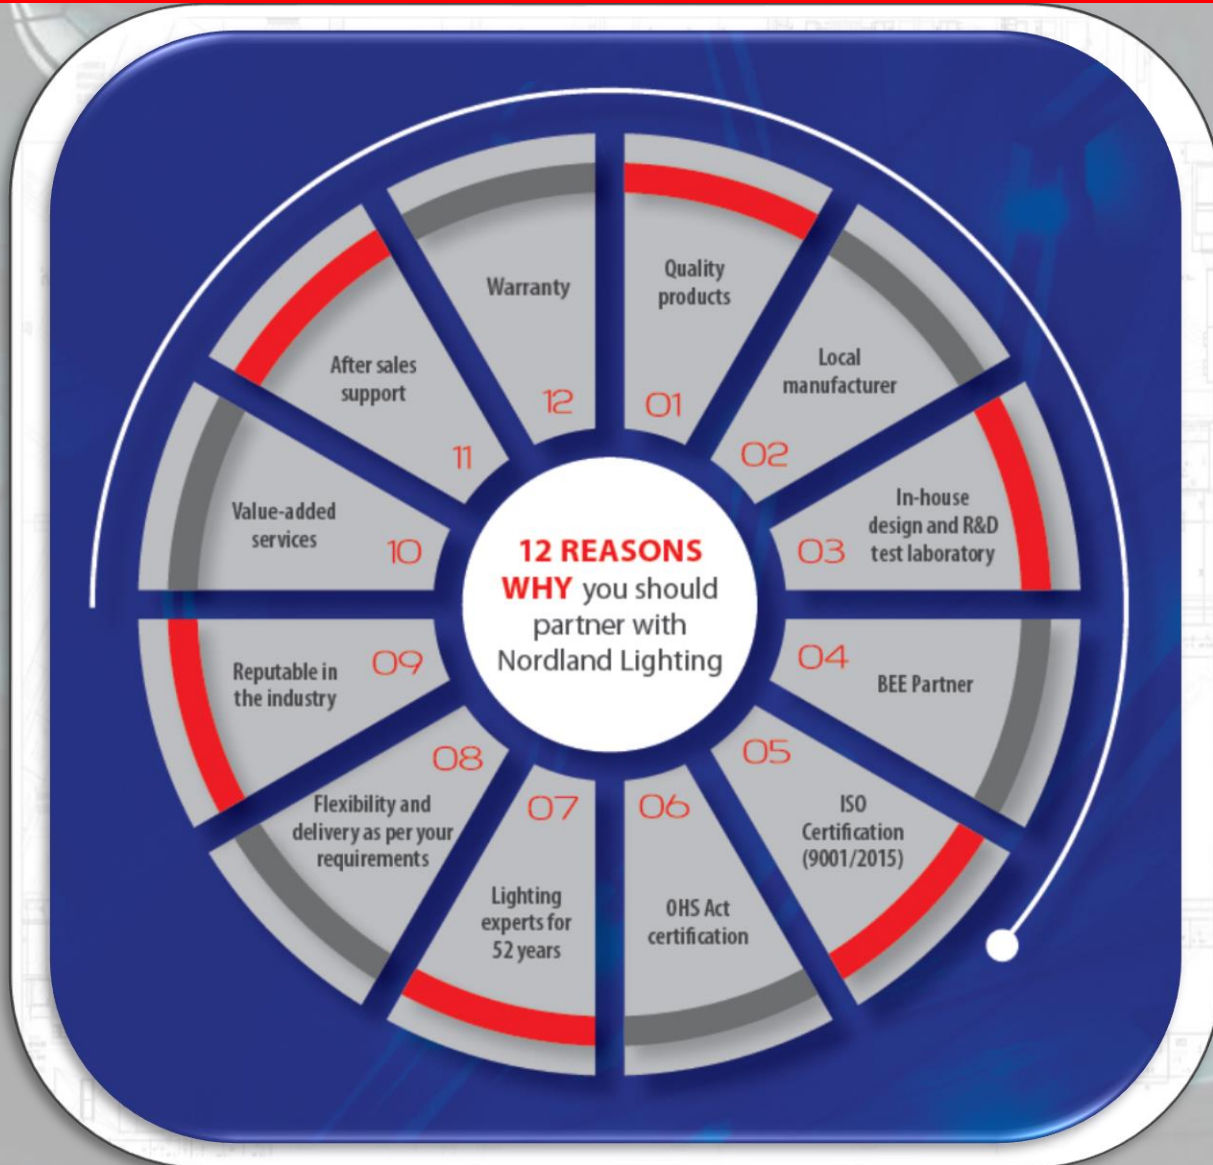 12 REASONS
WHY you should
partner with
Nordland Lighting
Quality
products
01
Local
manufacturer
02
In-house
design and R&D
test laboratory
03
04
BEE Partner
05
ISO
Certification
(9001/2015)
06
OHS Act
certification
07
Lighting
experts for
52 years
08
Flexibility and
delivery as per your
requirements
09
Reputable in
the industry
Value-added
services
10
After sales
support
11
Warranty
12